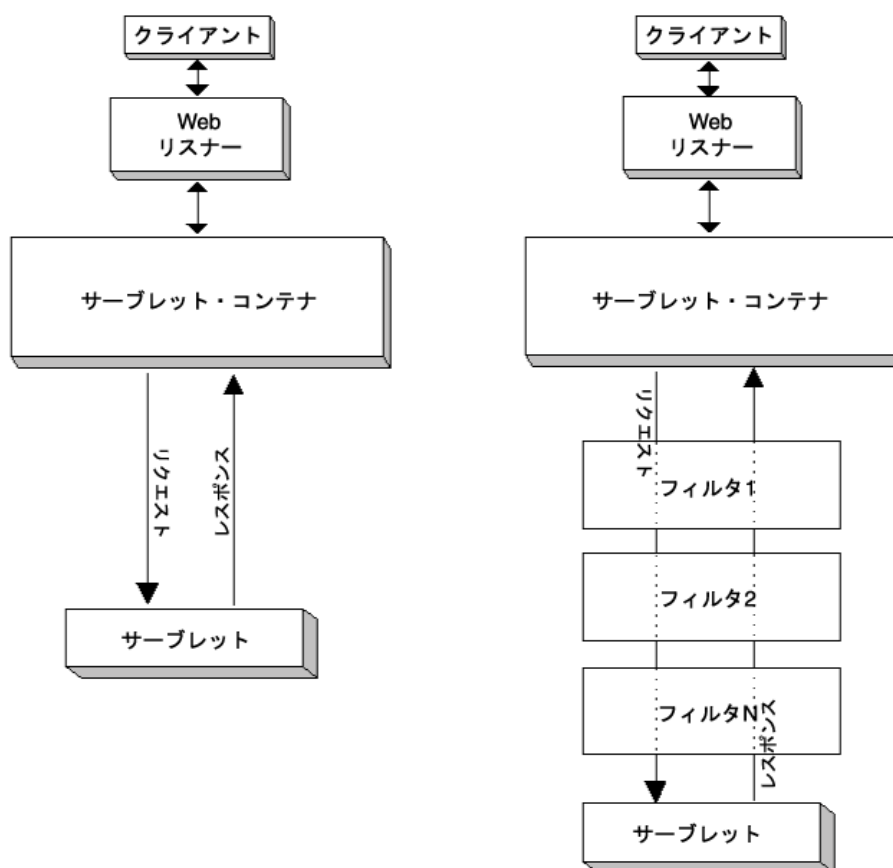 クライアント
Web
リスナー
サーブレット・コンテナ
リクエスト
レスポンス
サーブレット
クライアント
Web
リスナー
サーブレット・コンテナ
リクエスト
フィルタ1
フィルタ2
フィルタN
レスポンス
サーブレット